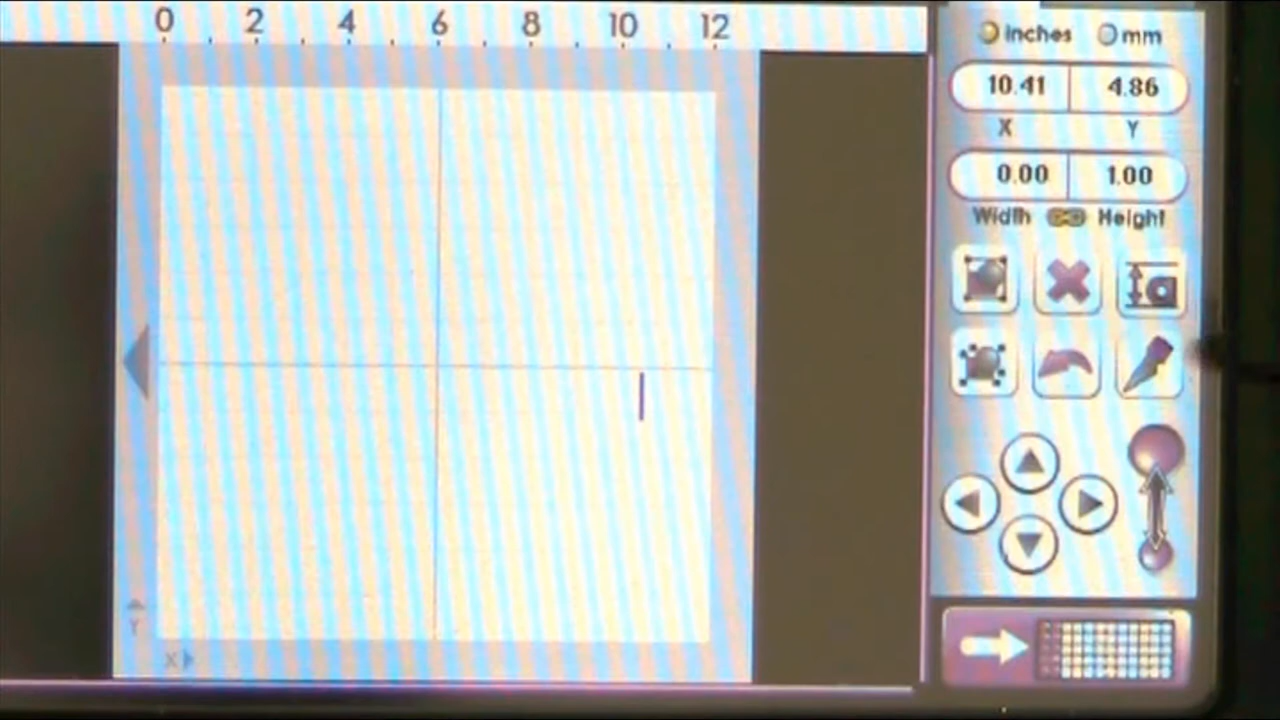 0 2 4 6 8 10 12
inches mm
10.41 4.86
X Y
0.00 1.00
Width Height
a
Y
X